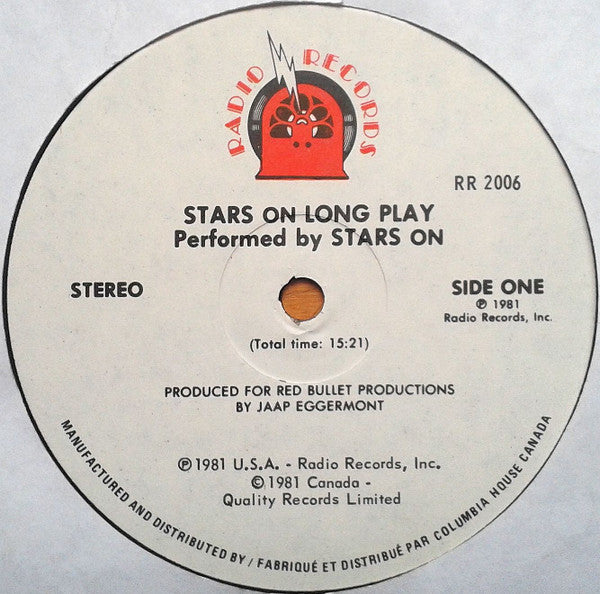 RADIO RECORDS
RR 2006
STARS ON LONG PLAY
Performed by STARS ON
STEREO
SIDE ONE
℗ 1981
Radio Records, Inc.
(Total time: 15:21)
PRODUCED FOR RED BULLET PRODUCTIONS
BY JAAP EGGERMONT
℗1981 U.S.A. - Radio Records, Inc.
©1981 Canada -
Quality Records Limited
MANUFACTURED AND DISTRIBUTED BY / FABRIQUÉ ET DISTRIBUÉ PAR COLUMBIA HOUSE CANADA